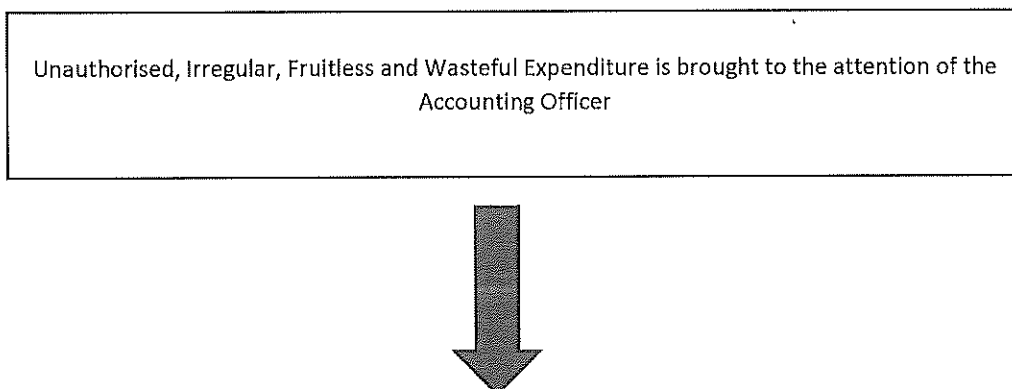 Unauthorised, Irregular, Fruitless and Wasteful Expenditure is brought to the attention of the
Accounting Officer